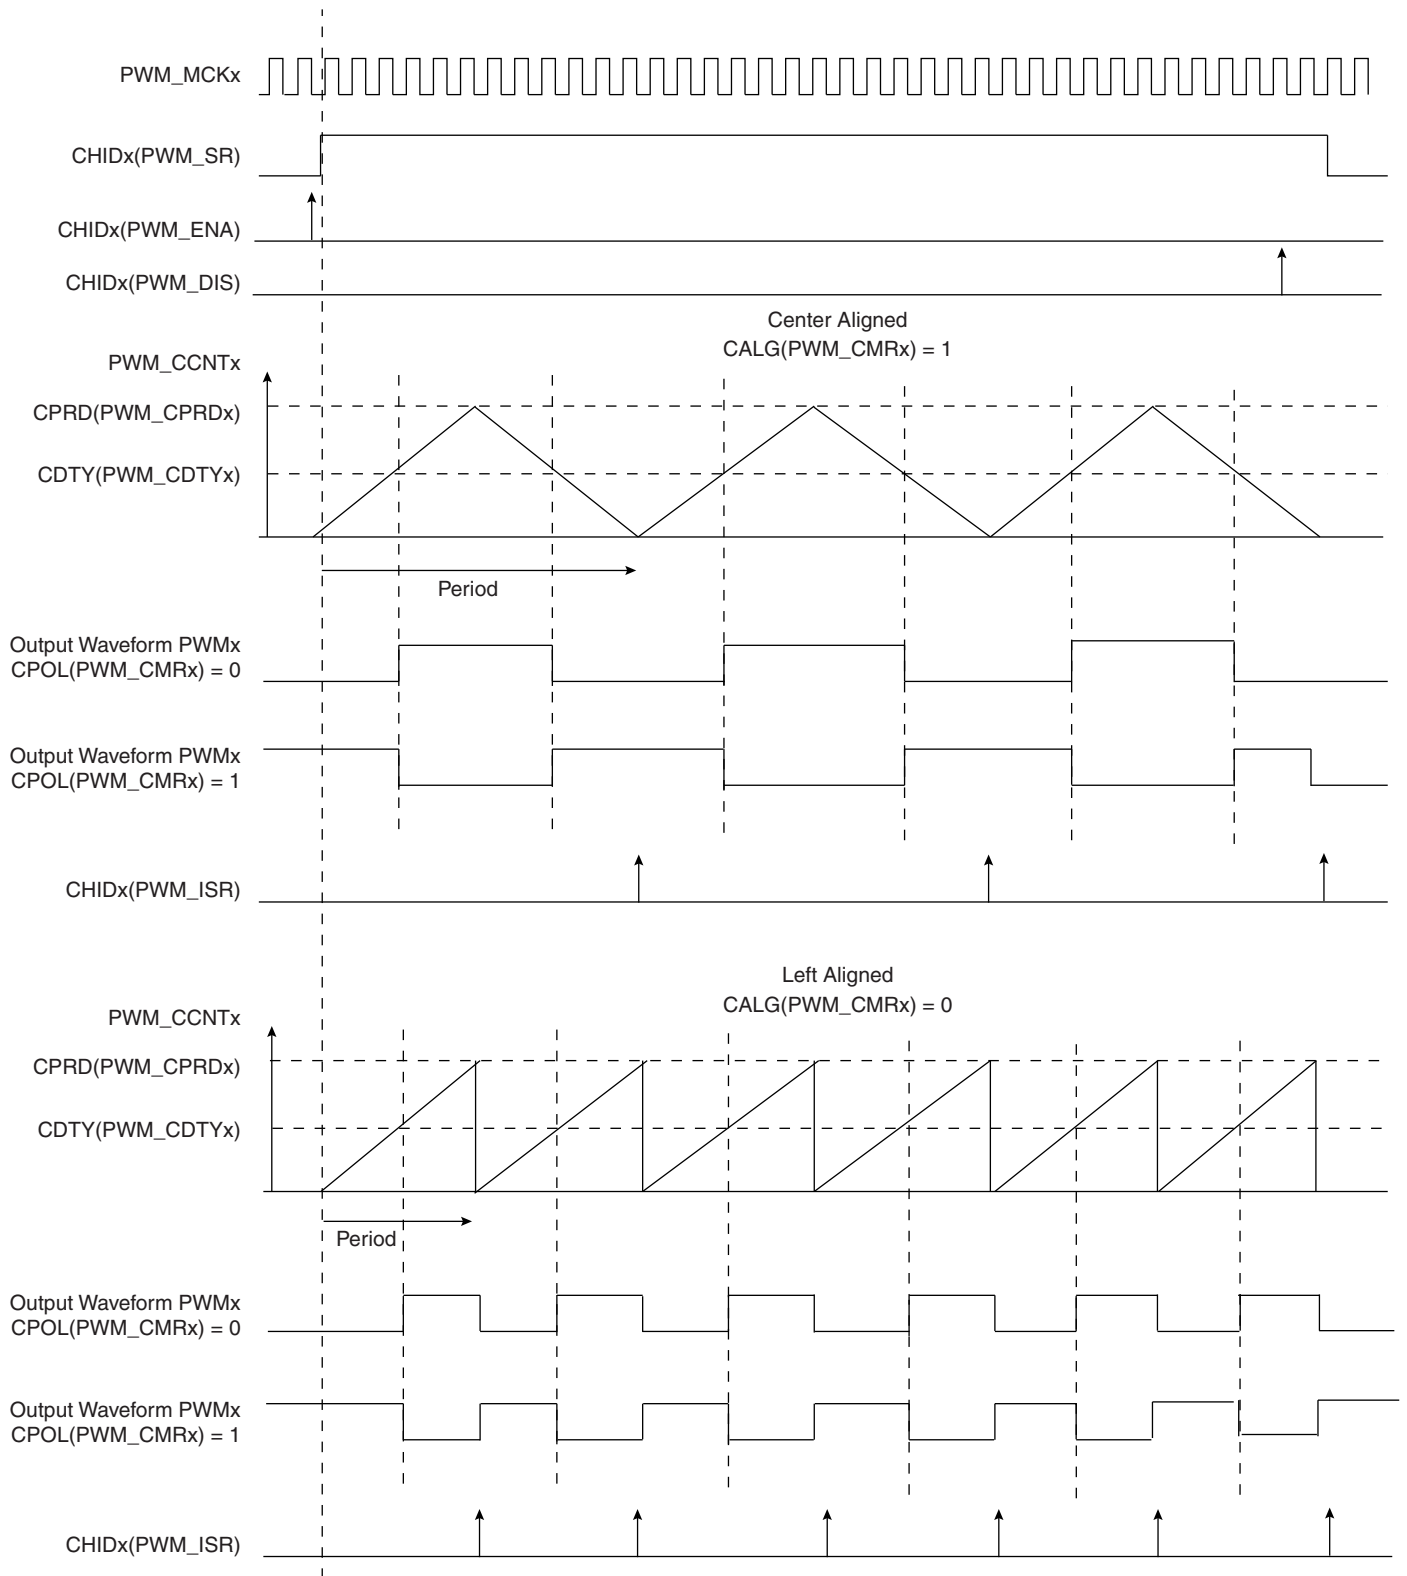 PWM_MCKx
CHIDx(PWM_SR)
CHIDx(PWM_ENA)
CHIDx(PWM_DIS)
Center Aligned
CALG(PWM_CMRx) = 1
PWM_CCNTx
CPRD(PWM_CPRDx)
CDTY(PWM_CDTYx)
Period
Output Waveform PWMx
CPOL(PWM_CMRx) = 0
Output Waveform PWMx
CPOL(PWM_CMRx) = 1
CHIDx(PWM_ISR)
Left Aligned
CALG(PWM_CMRx) = 0
PWM_CCNTx
CPRD(PWM_CPRDx)
CDTY(PWM_CDTYx)
Period
Output Waveform PWMx
CPOL(PWM_CMRx) = 0
Output Waveform PWMx
CPOL(PWM_CMRx) = 1
CHIDx(PWM_ISR)